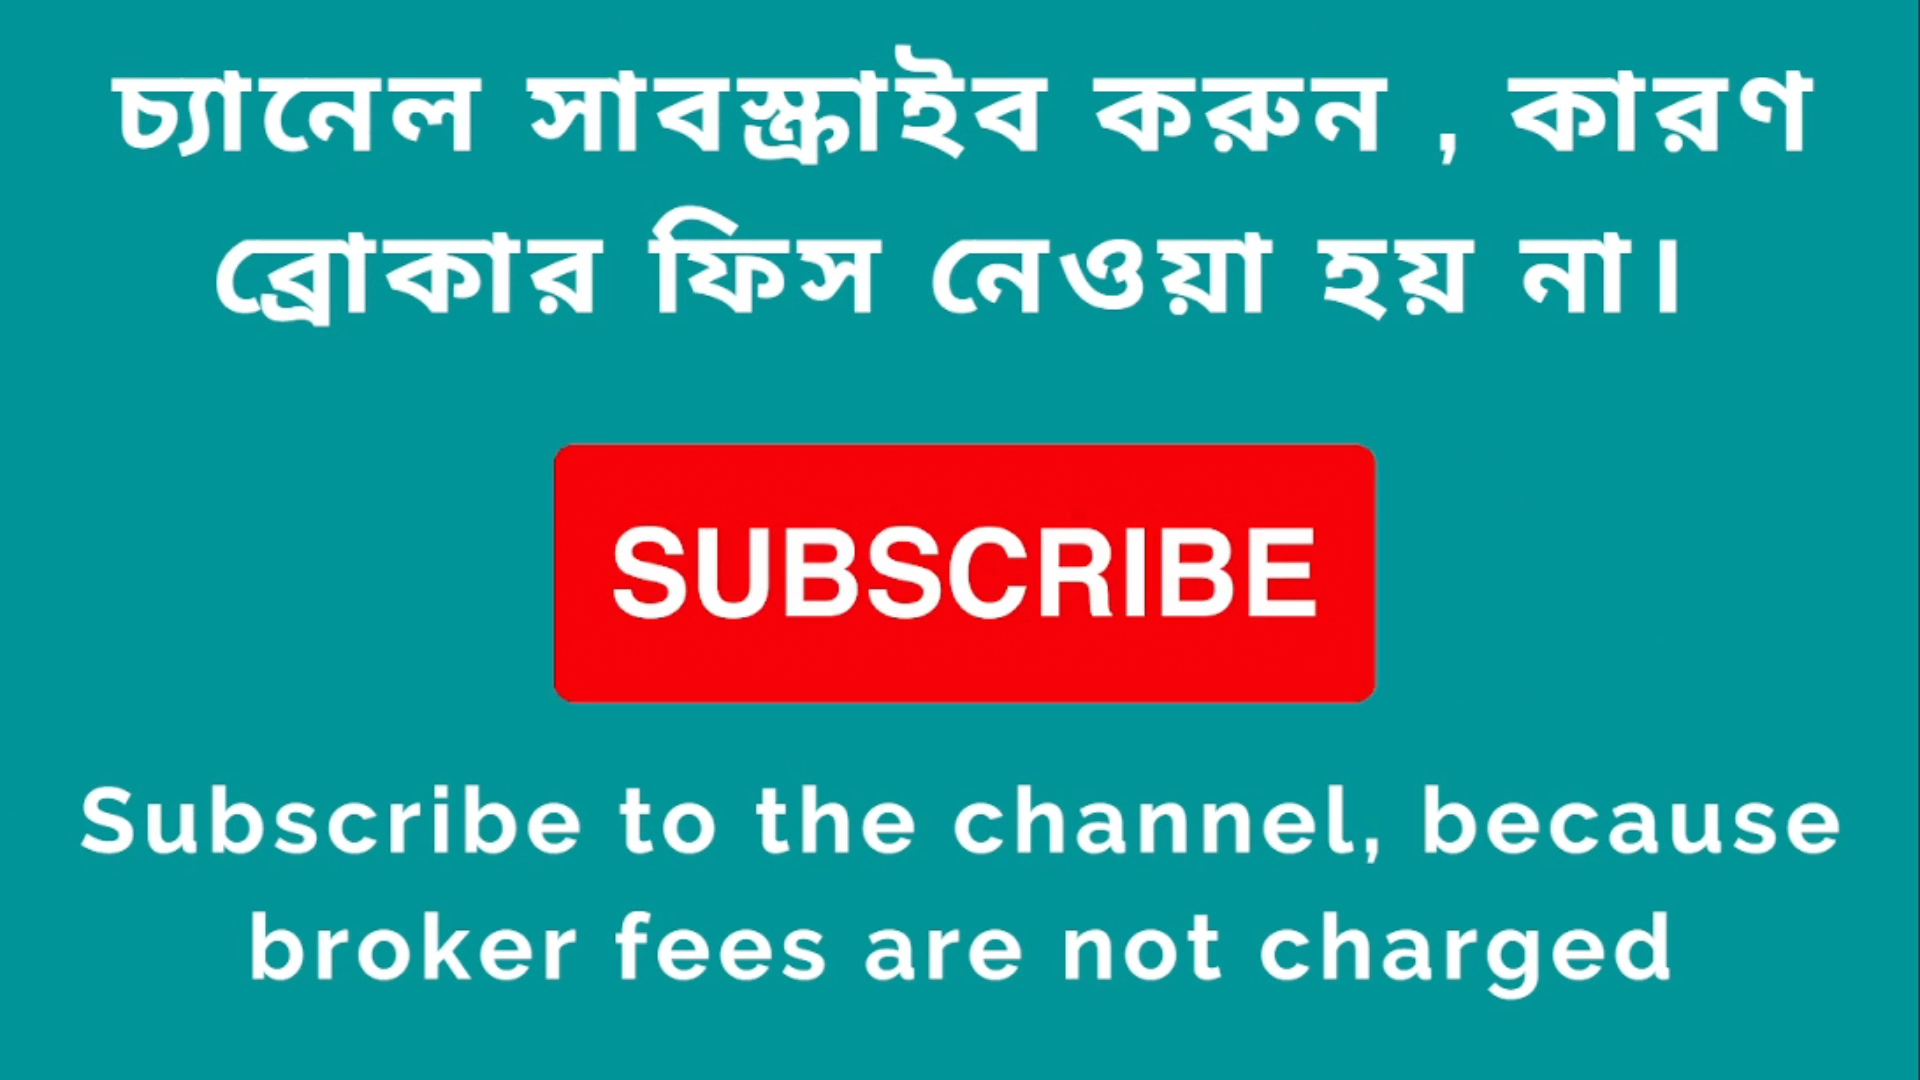 চ্যানেল সাবস্ক্রাইব করুন , কারণ
ব্রোকার ফিস নেওয়া হয় না।
SUBSCRIBE
Subscribe to the channel, because
broker fees are not charged